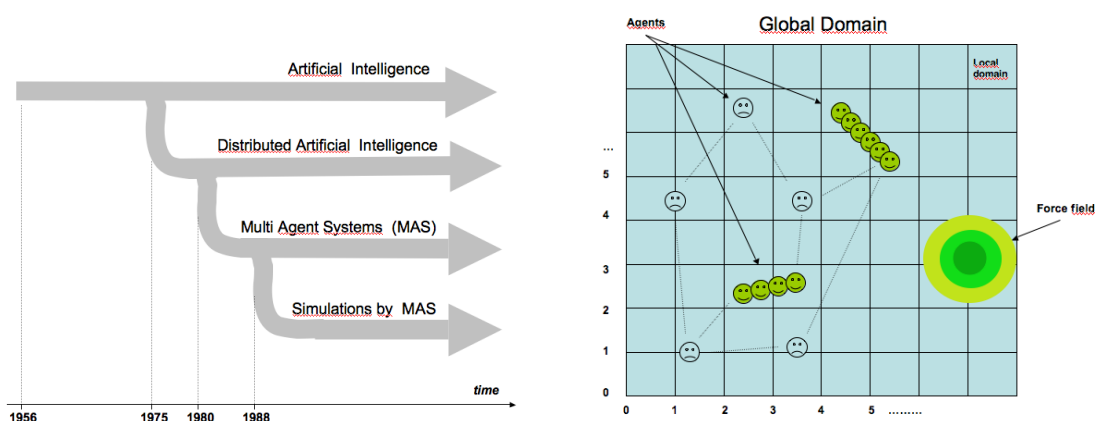 Artificial Intelligence
Distributed Artificial Intelligence
Multi Agent Systems (MAS)
Simulations by MAS
time
1956
1975
1980
1988
Agents
Global Domain
Local
domain
Force field
...
5
4
3
2
1
0
0 1 2 3 4 5 .........